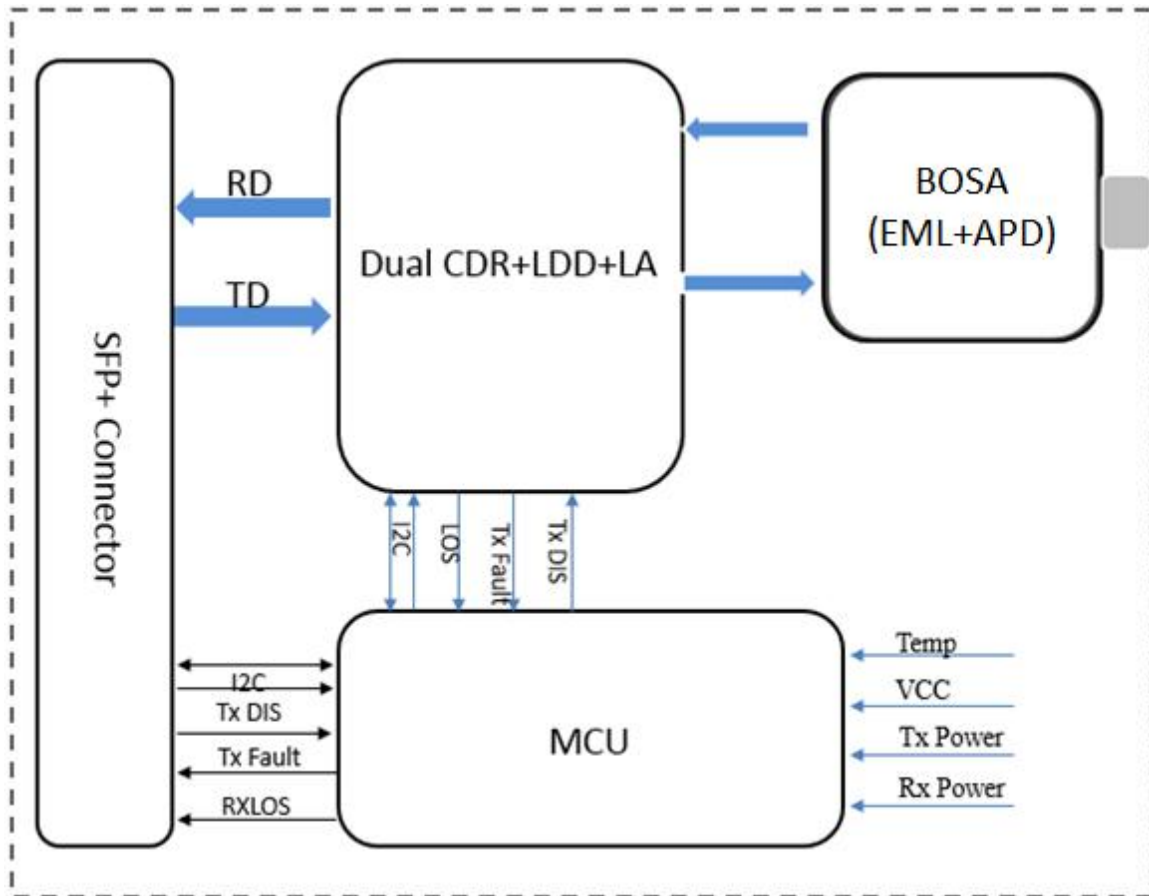 RD
TD
SFP+ Connector
Dual CDR+LDD+LA
BOSA
(EML+APD)
I2C
LOS
Tx Fault
Tx DIS
I2C
Tx DIS
Tx Fault
RXLOS
MCU
Temp
VCC
Tx Power
Rx Power